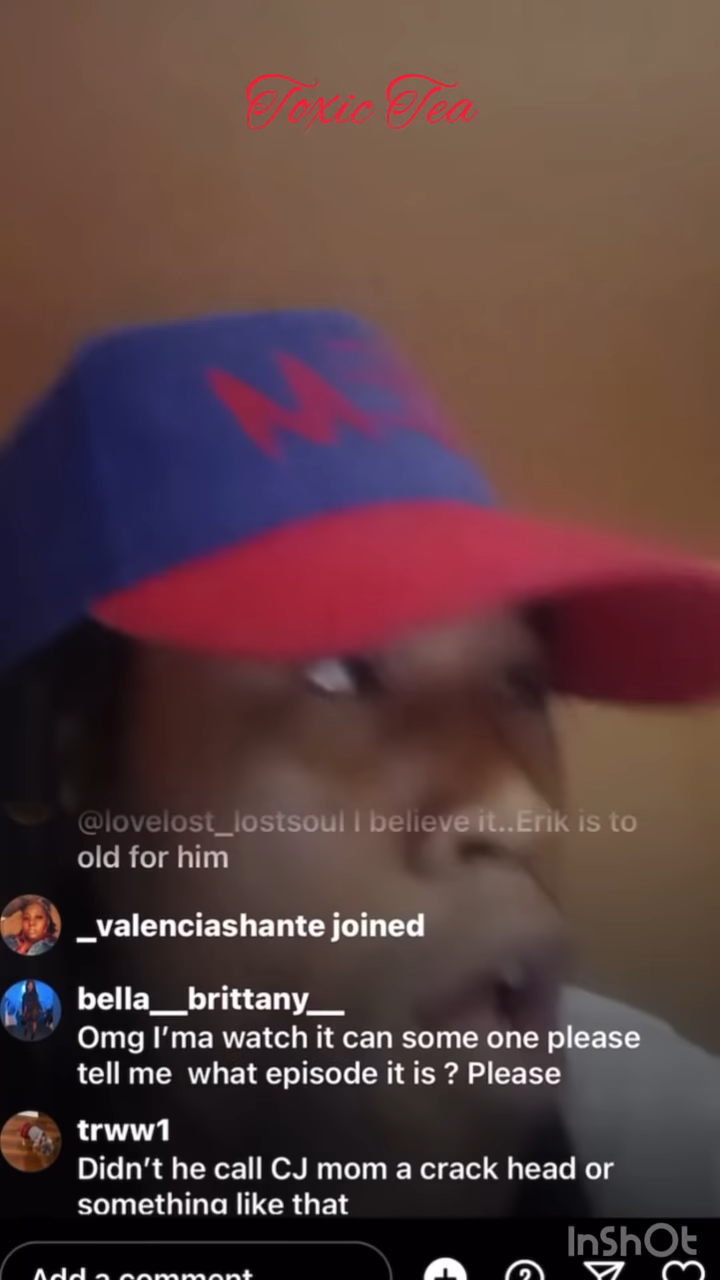 Toxic Tea
@lovelost_lostsoul I believe it..Erik is to
old for him
_valenciashante joined
bella__brittany__
Omg I’ma watch it can some one please
tell me  what episode it is ? Please
trww1
Didn’t he call CJ mom a crack head or
something like that
Add a comment
InShOt